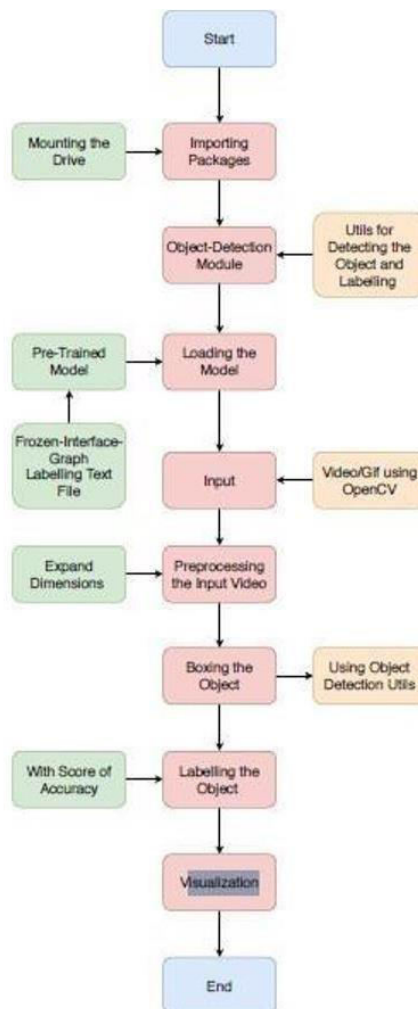 Start
Mounting the
Drive
Importing
Packages
Object-Detection
Module
Utils for
Detecting the
Object and
Labelling
Pre-Trained
Model
Loading the
Model
Frozen-Interface-
Graph
Labelling Text
File
Input
Video/Gif using
OpenCV
Expand
Dimensions
Preprocessing
the Input Video
Boxing the
Object
Using Object
Detection Utils
With Score of
Accuracy
Labelling the
Object
Visualization
End